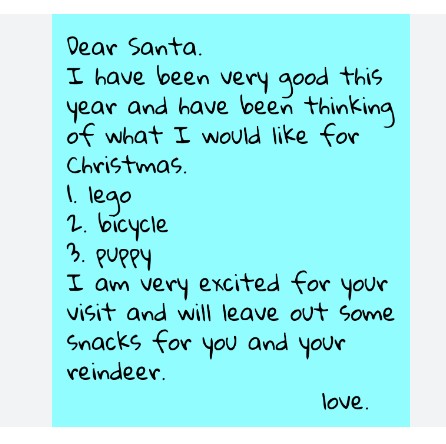 Dear Santa.
I have been very good this
year and have been thinking
of what I would like for
Christmas.
1. lego
2. bicycle
3. puppy
I am very excited for your
visit and will leave out some
snacks for you and your
reindeer.
love.